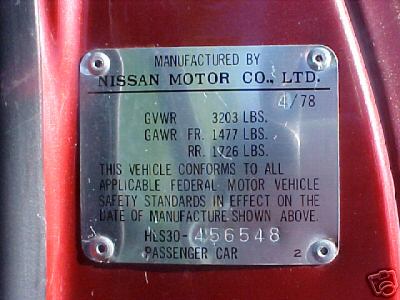 MANUFACTURED BY
NISSAN MOTOR CO., LTD.
4/78
GVWR 3203 LBS.
GAWR FR. 1477 LBS.
RR. 1726 LBS.
THIS VEHICLE CONFORMS TO ALL
APPLICABLE FEDERAL MOTOR VEHICLE
SAFETY STANDARDS IN EFFECT ON THE
DATE OF MANUFACTURE SHOWN ABOVE.
HLS30-456548
PASSENGER CAR 2